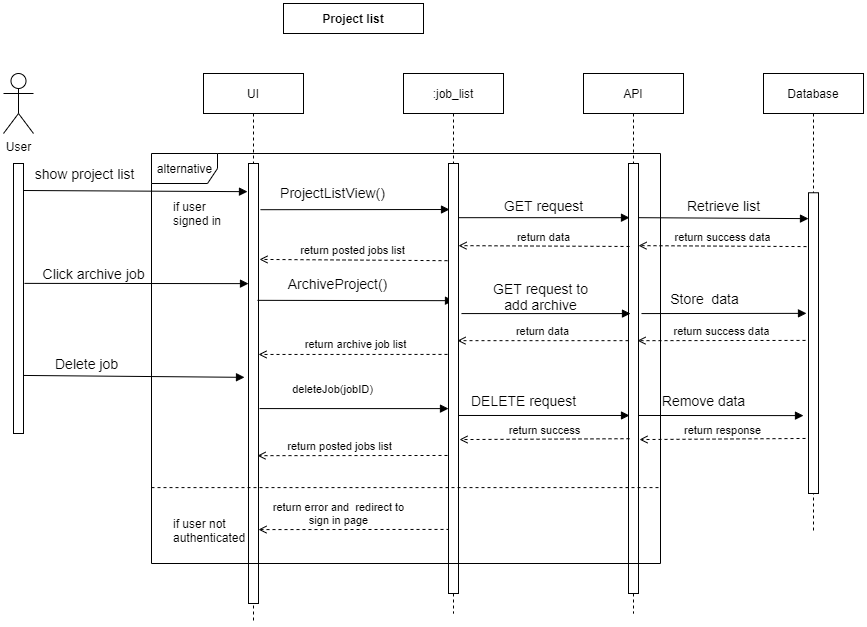 Project list
UI
:job_list
API
Database
User
alternative
show project list
ProjectListView()
GET request
Retrieve list
if user
signed in
return data
return success data
return posted jobs list
Click archive job
ArchiveProject()
GET request to
add archive
Store data
return data
return success data
return archive job list
Delete job
deleteJob(jobID)
DELETE request
Remove data
return success
return response
return posted jobs list
return error and redirect to
sign in page
if user not
authenticated